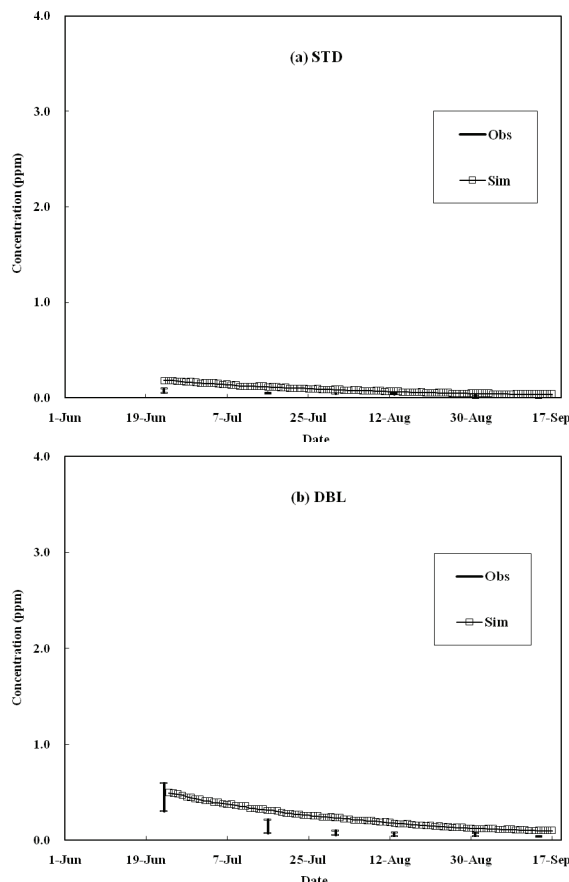 4.0
(a) STD
3.0
Obs
Sim
2.0
Concentration (ppm)
1.0
0.0
1-Jun 19-Jun 7-Jul 25-Jul 12-Aug 30-Aug 17-Sep
Date
4.0
(b) DBL
3.0
Obs
Sim
2.0
Concentration (ppm)
1.0
0.0
1-Jun 19-Jun 7-Jul 25-Jul 12-Aug 30-Aug 17-Sep
Date